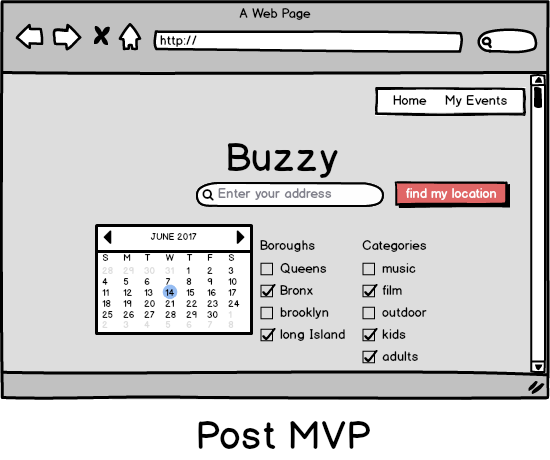 A Web Page
http://
Home My Events
Buzzy
Enter your address
find my location
JUNE 2017
S M T W T F S
28 29 30 31 1 2 3
4 5 6 7 8 9 10
11 12 13 14 15 16 17
18 19 20 21 22 23 24
25 26 27 28 29 30 1
2 3 4 5 6 7 8
Boroughs
Queens
Bronx
brooklyn
long Island
Categories
music
film
outdoor
kids
adults
Post MVP